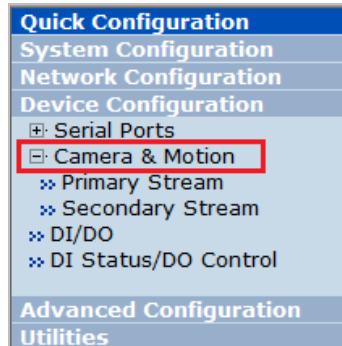 Quick Configuration
System Configuration
Network Configuration
Device Configuration
Serial Ports
Camera & Motion
Primary Stream
Secondary Stream
DI/DO
DI Status/DO Control
Advanced Configuration
Utilities